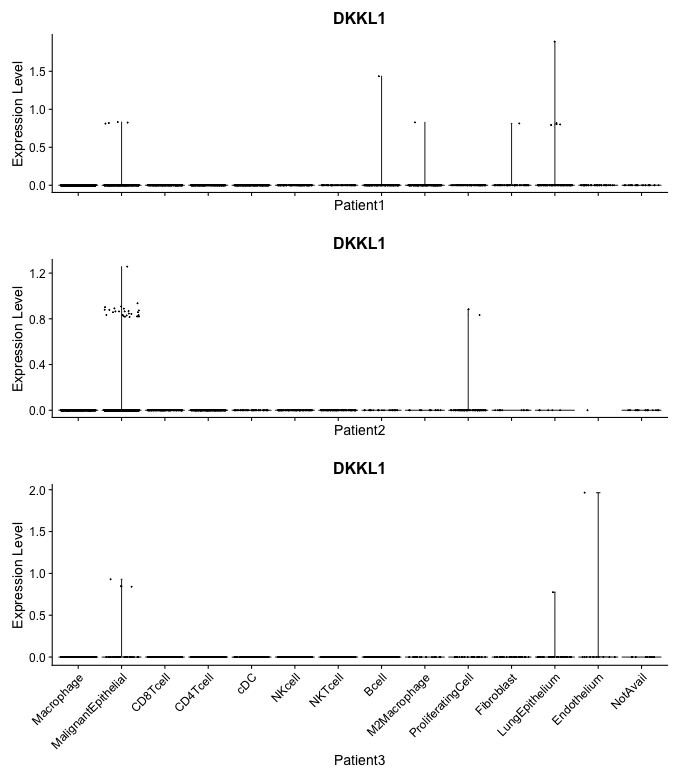 DKKL1
Expression Level
1.5
1.0
0.5
0.0
Patient1
DKKL1
Expression Level
1.2
0.8
0.4
0.0
Patient2
DKKL1
Expression Level
2.0
1.5
1.0
0.5
0.0
Macrophage
MalignantEpithelial
CD8Tcell
CD4Tcell
cDC
NKcell
NKTcell
Bcell
M2Macrophage
ProliferatingCell
Fibroblast
LungEpithelium
Endothelium
NotAvail
Patient3